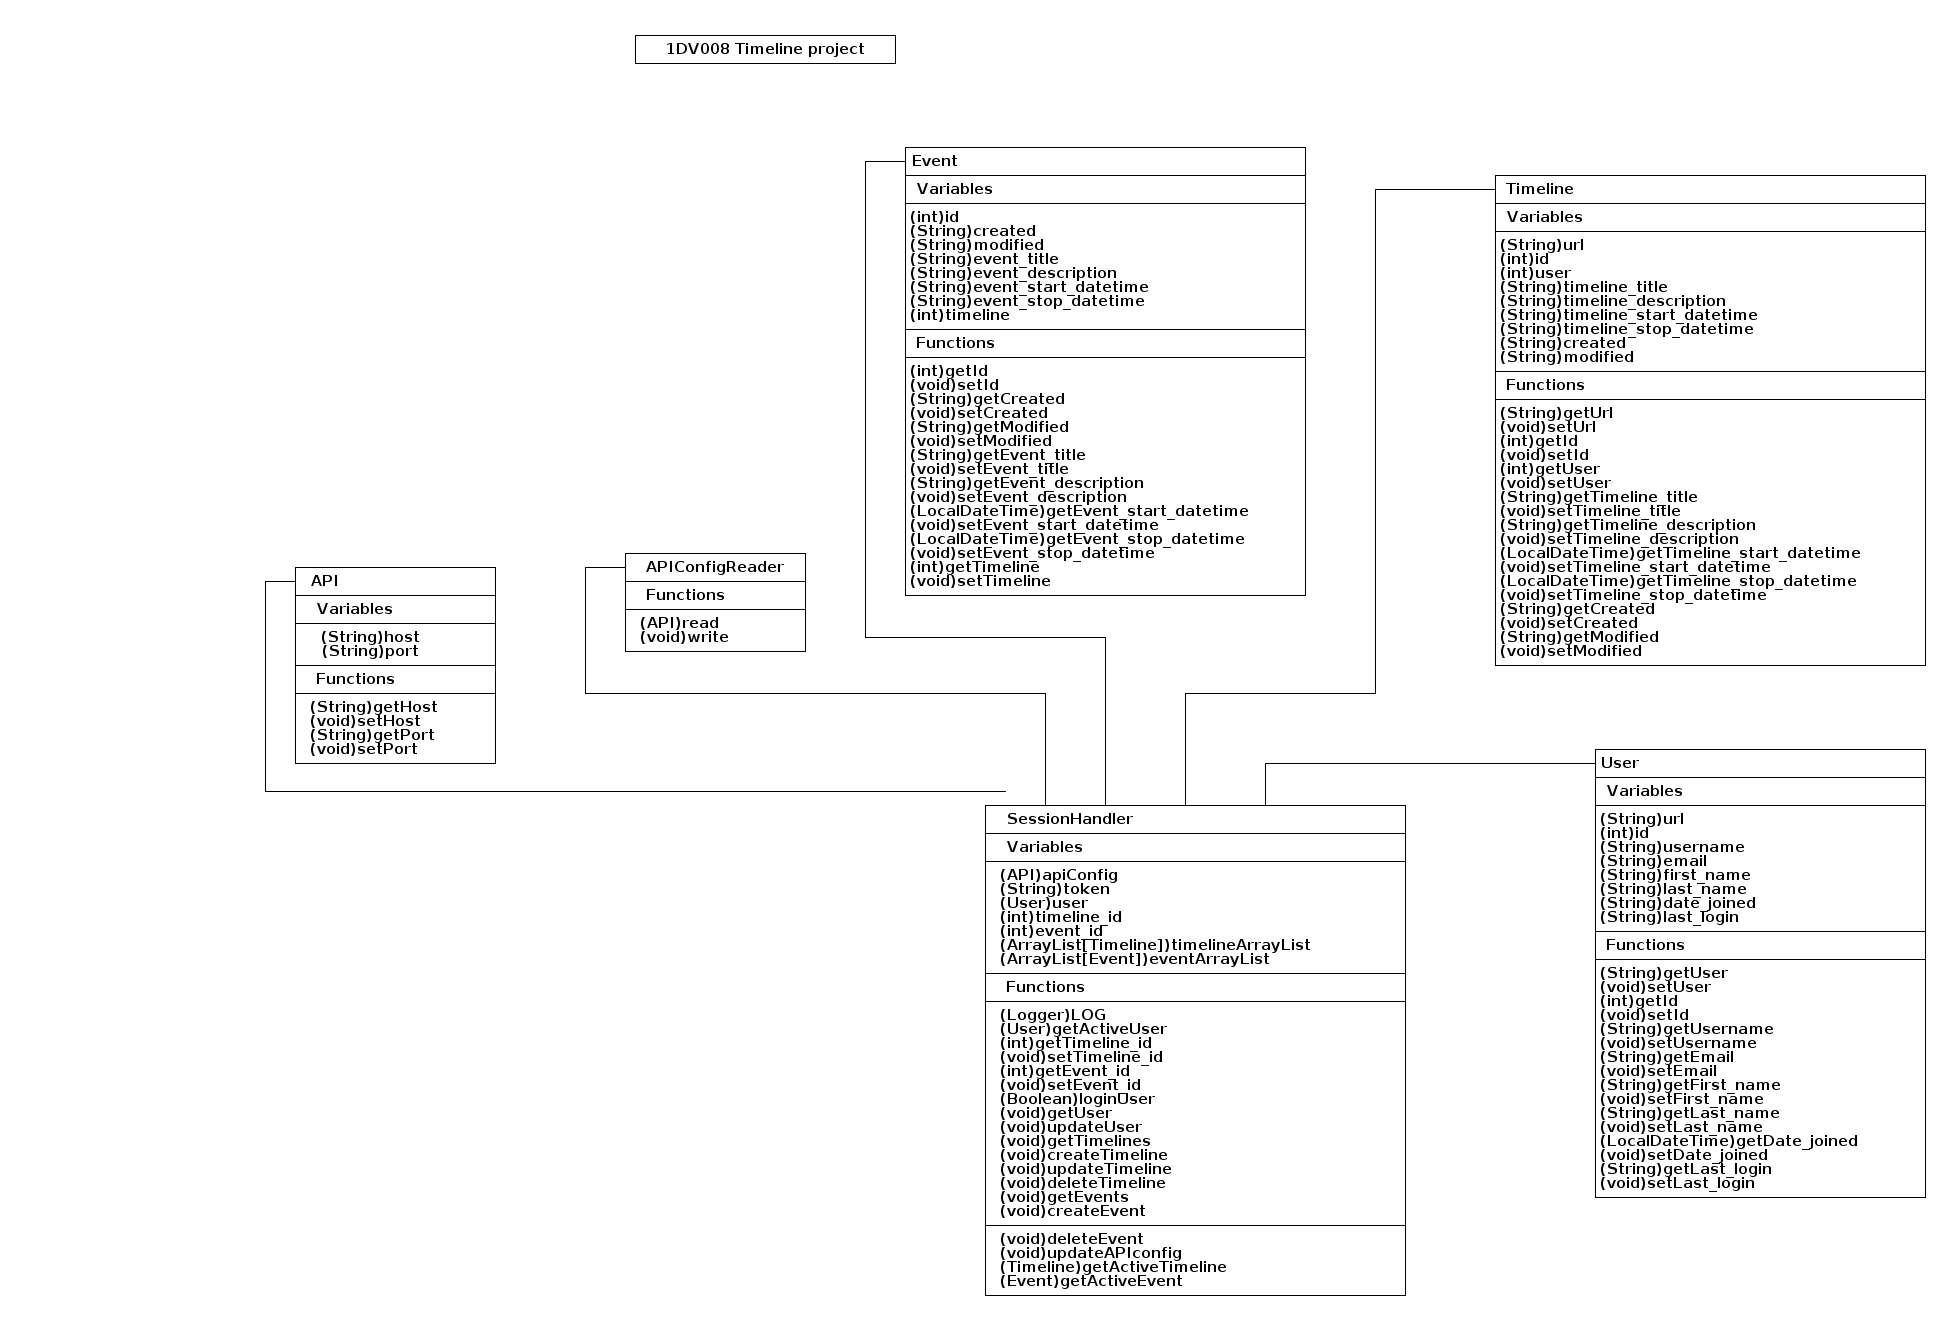 1DV008 Timeline project
Event
Variables
(int)id
(String)created
(String)modified
(String)event_title
(String)event_description
(String)event_start_datetime
(String)event_stop_datetime
(int)timeline
Functions
(int)getId
(void)setId
(String)getCreated
(void)setCreated
(String)getModified
(void)setModified
(String)getEvent_title
(void)setEvent_title
(String)getEvent_description
(void)setEvent_description
(LocalDateTime)getEvent_start_datetime
(void)setEvent_start_datetime
(LocalDateTime)getEvent_stop_datetime
(void)setEvent_stop_datetime
(int)getTimeline
(void)setTimeline
Timeline
Variables
(String)url
(int)id
(int)user
(String)timeline_title
(String)timeline_description
(String)timeline_start_datetime
(String)timeline_stop_datetime
(String)created
(String)modified
Functions
(String)getUrl
(void)setUrl
(int)getId
(void)setId
(int)getUser
(void)setUser
(String)getTimeline_title
(void)setTimeline_title
(String)getTimeline_description
(void)setTimeline_description
(LocalDateTime)getTimeline_start_datetime
(void)setTimeline_start_datetime
(LocalDateTime)getTimeline_stop_datetime
(void)setTimeline_stop_datetime
(String)getCreated
(void)setCreated
(String)getModified
(void)setModified
API
Variables
(String)host
(String)port
Functions
(String)getHost
(void)setHost
(String)getPort
(void)setPort
APIConfigReader
Functions
(API)read
(void)write
SessionHandler
Variables
(API)apiConfig
(String)token
(User)user
(int)timeline_id
(int)event_id
(ArrayList[Timeline])timelineArrayList
(ArrayList[Event])eventArrayList
Functions
(Logger)LOG
(User)getActiveUser
(int)getTimeline_id
(void)setTimeline_id
(int)getEvent_id
(void)setEvent_id
(Boolean)loginUser
(void)getUser
(void)updateUser
(void)getTimelines
(void)createTimeline
(void)updateTimeline
(void)deleteTimeline
(void)getEvents
(void)createEvent
(void)deleteEvent
(void)updateAPIconfig
(Timeline)getActiveTimeline
(Event)getActiveEvent
User
Variables
(String)url
(int)id
(String)username
(String)email
(String)first_name
(String)last_name
(String)date_joined
(String)last_login
Functions
(String)getUser
(void)setUser
(int)getId
(void)setId
(String)getUsername
(void)setUsername
(String)getEmail
(void)setEmail
(String)getFirst_name
(void)setFirst_name
(String)getLast_name
(void)setLast_name
(LocalDateTime)getDate_joined
(void)setDate_joined
(String)getLast_login
(void)setLast_login